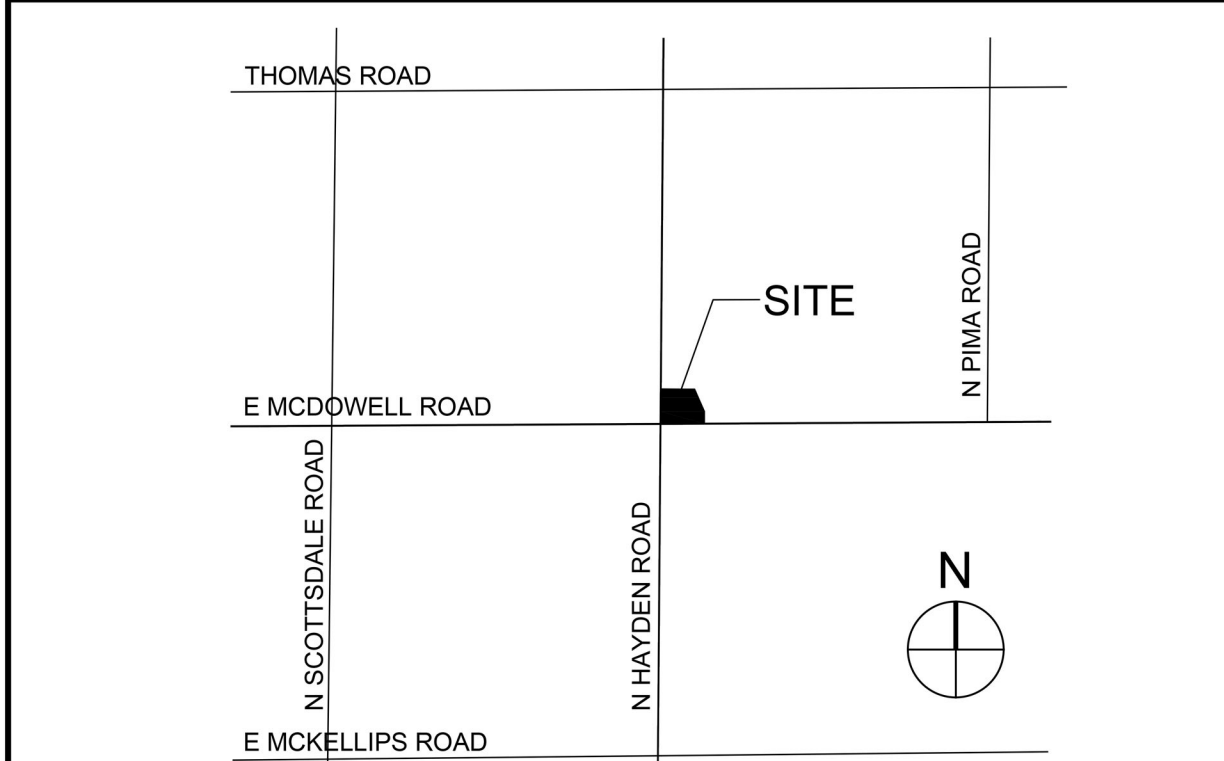 THOMAS ROAD
N PIMA ROAD
SITE
E MCDOWELL ROAD
N SCOTTSDALE ROAD
N HAYDEN ROAD
N
E MCKELLIPS ROAD